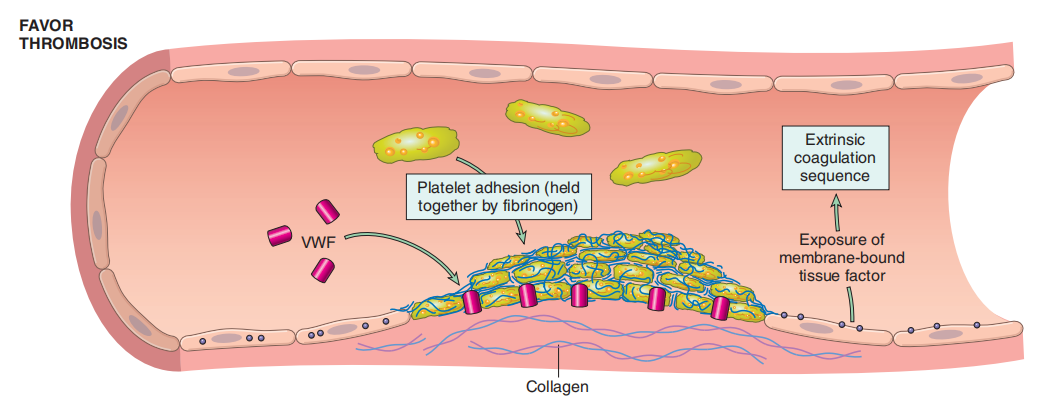 FAVOR
THROMBOSIS
Extrinsic
coagulation
sequence
Platelet adhesion (held
together by fibrinogen)
VWF
Exposure of
membrane-bound
tissue factor
Collagen